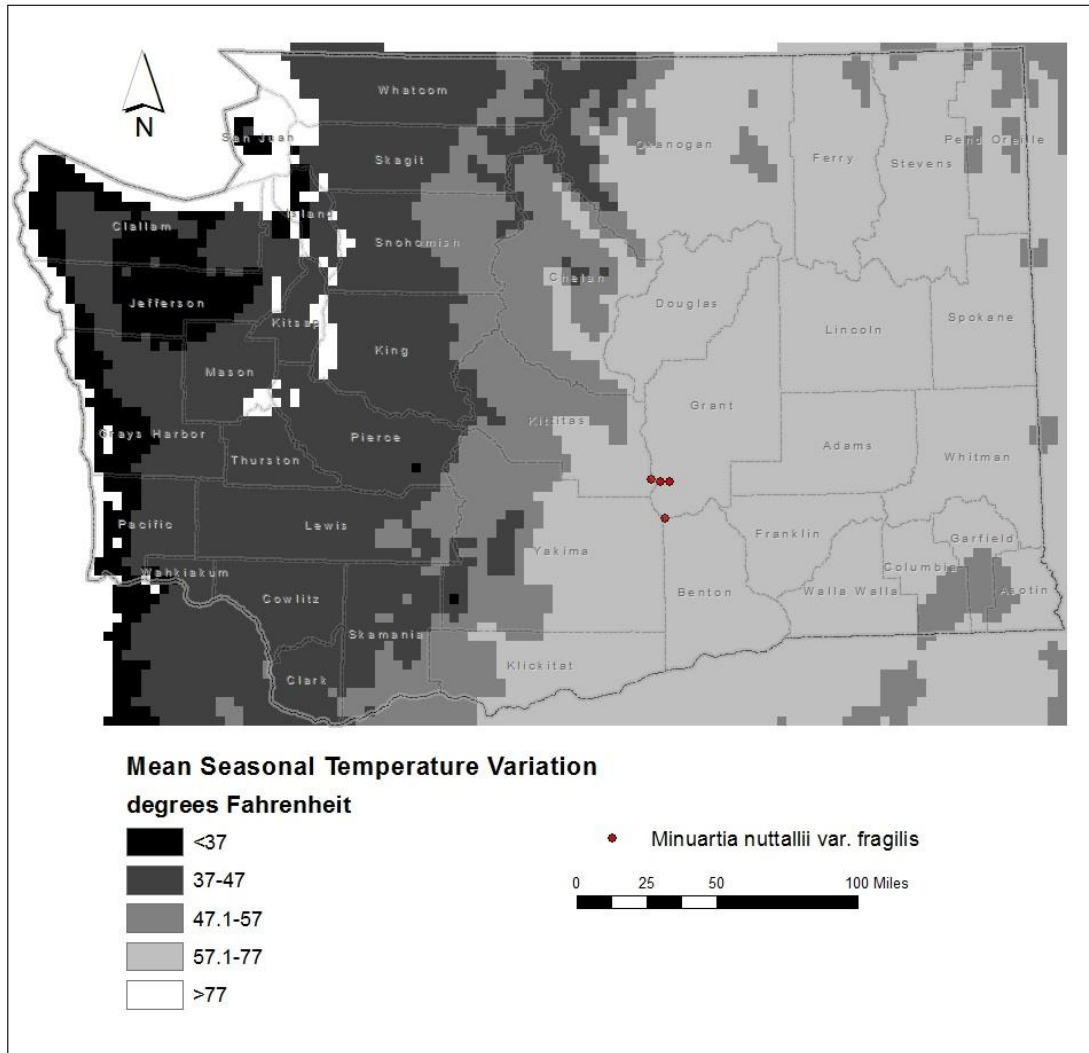 N
Whatcom
San Juan
Okanogan
Pend Oreille
Skagit
Ferry
Stevens
Island
Clallam
Snohomish
Chelan
Jefferson
Douglas
Kitsap
Lincoln
Spokane
King
Mason
Grant
Kittitas
Grays Harbor
Pierce
Adams
Thurston
Whitman
Pacific
Lewis
Franklin
Garfield
Yakima
Columbia
Wahkiakum
Cowlitz
Benton
Walla Walla
Asotin
Skamania
Klickitat
Clark
Mean Seasonal Temperature Variation
degrees Fahrenheit
<37
37-47
47.1-57
57.1-77
>77
Minuartia nuttallii var. fragilis
0 25 50 100 Miles